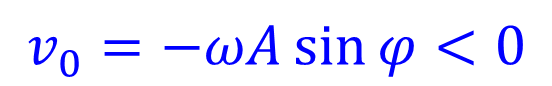 v₀ = −ωA sin φ < 0